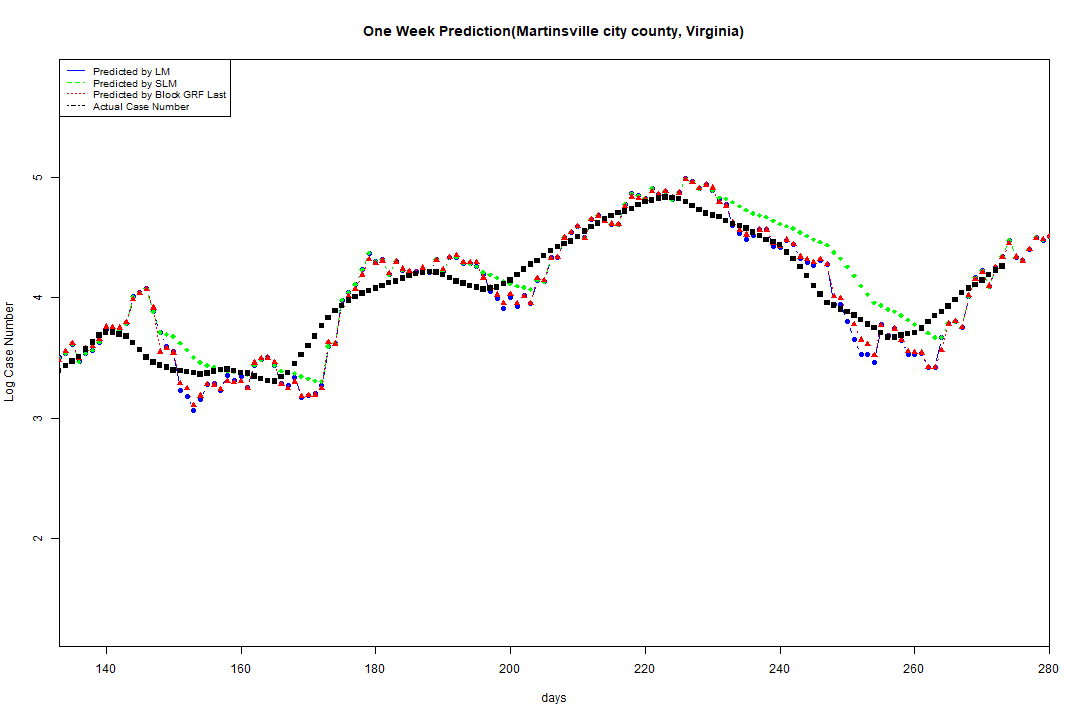 One Week Prediction(Martinsville city county, Virginia)
Predicted by LM
Predicted by SLM
Predicted by Block GRF Last
Actual Case Number
5
4
3
2
Log Case Number
140 160 180 200 220 240 260 280
days